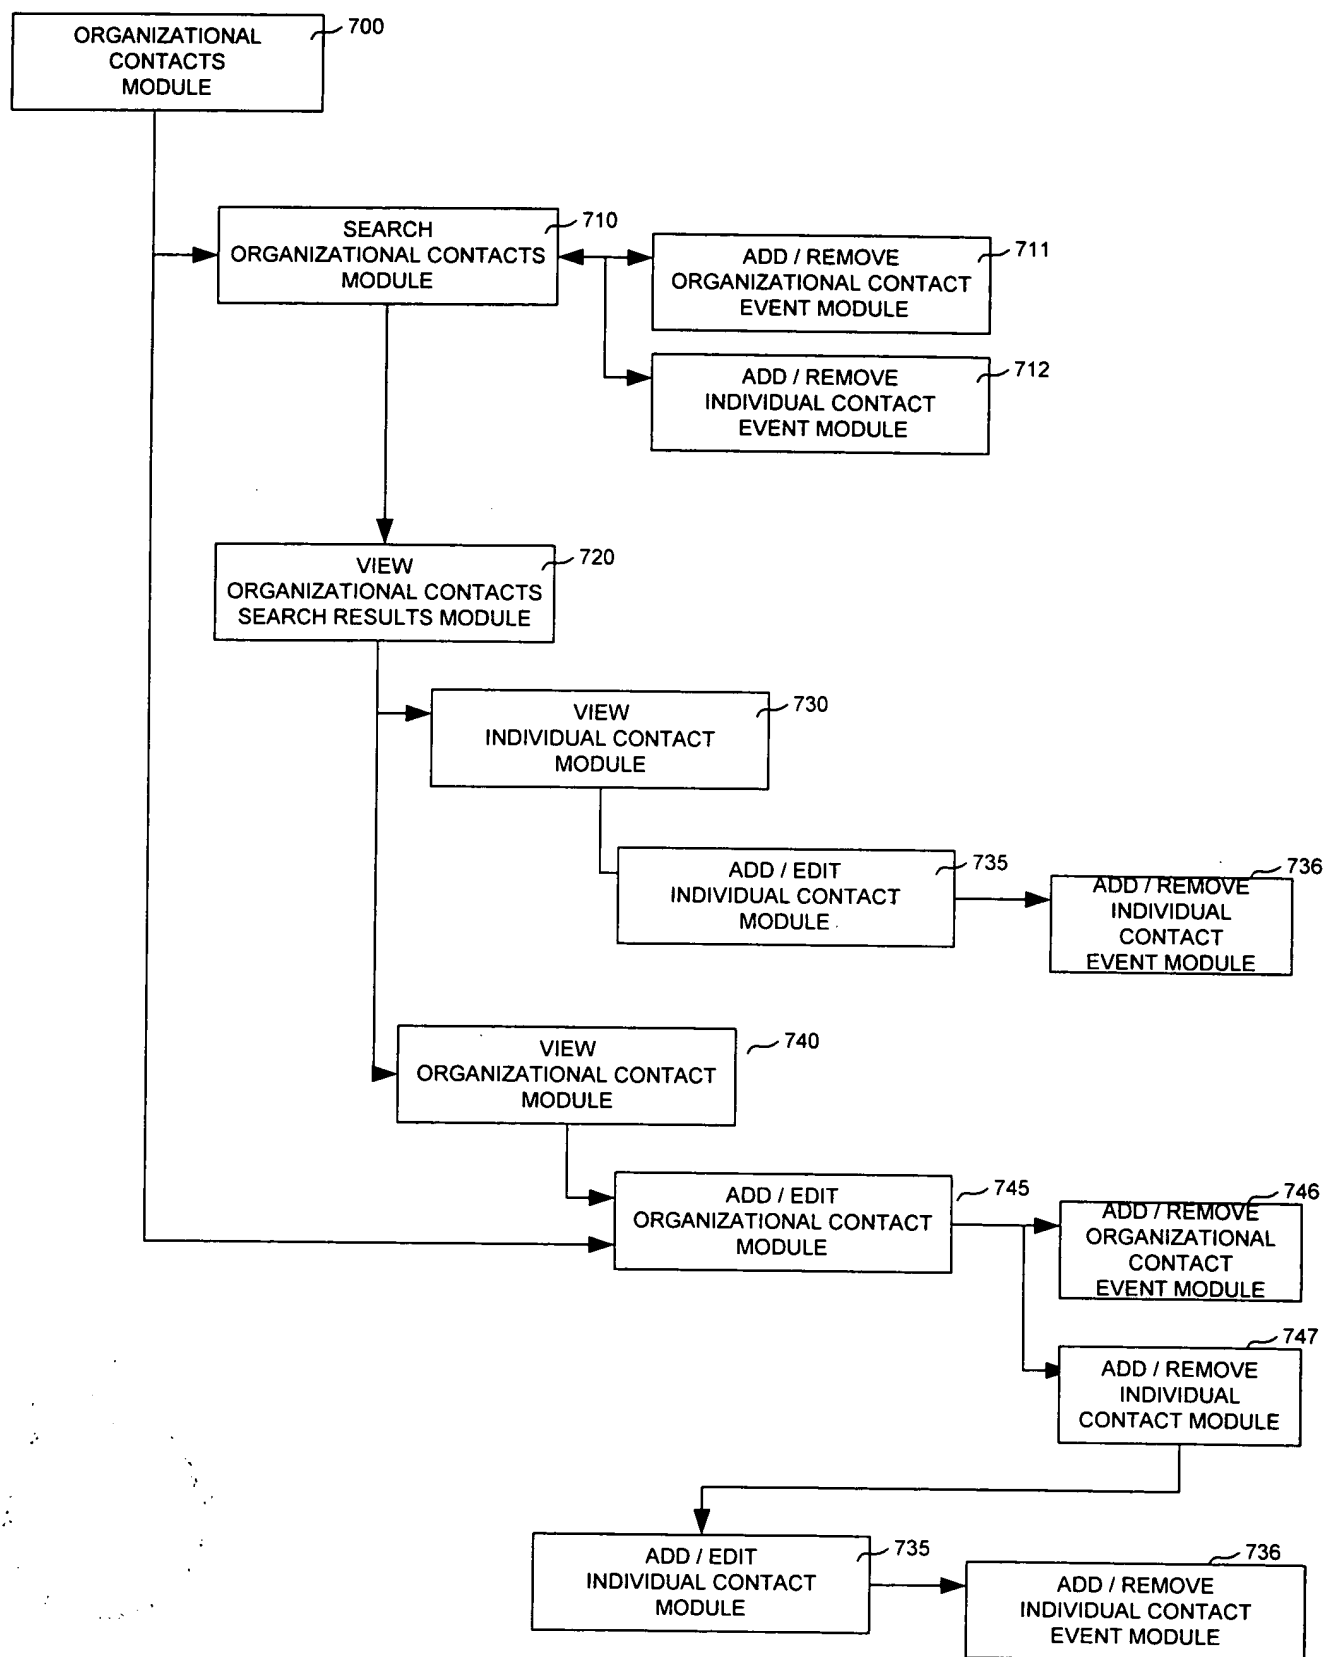 ORGANIZATIONAL
CONTACTS
MODULE
700
SEARCH
ORGANIZATIONAL CONTACTS
MODULE
710
ADD / REMOVE
ORGANIZATIONAL CONTACT
EVENT MODULE
711
ADD / REMOVE
INDIVIDUAL CONTACT
EVENT MODULE
712
VIEW
ORGANIZATIONAL CONTACTS
SEARCH RESULTS MODULE
720
VIEW
INDIVIDUAL CONTACT
MODULE
730
ADD / EDIT
INDIVIDUAL CONTACT
MODULE
735
736
ADD / REMOVE
INDIVIDUAL
CONTACT
EVENT MODULE
VIEW
ORGANIZATIONAL CONTACT
MODULE
740
ADD / EDIT
ORGANIZATIONAL CONTACT
MODULE
745
746
ADD / REMOVE
ORGANIZATIONAL
CONTACT
EVENT MODULE
747
ADD / REMOVE
INDIVIDUAL
CONTACT MODULE
ADD / EDIT
INDIVIDUAL CONTACT
MODULE
735
736
ADD / REMOVE
INDIVIDUAL CONTACT
EVENT MODULE